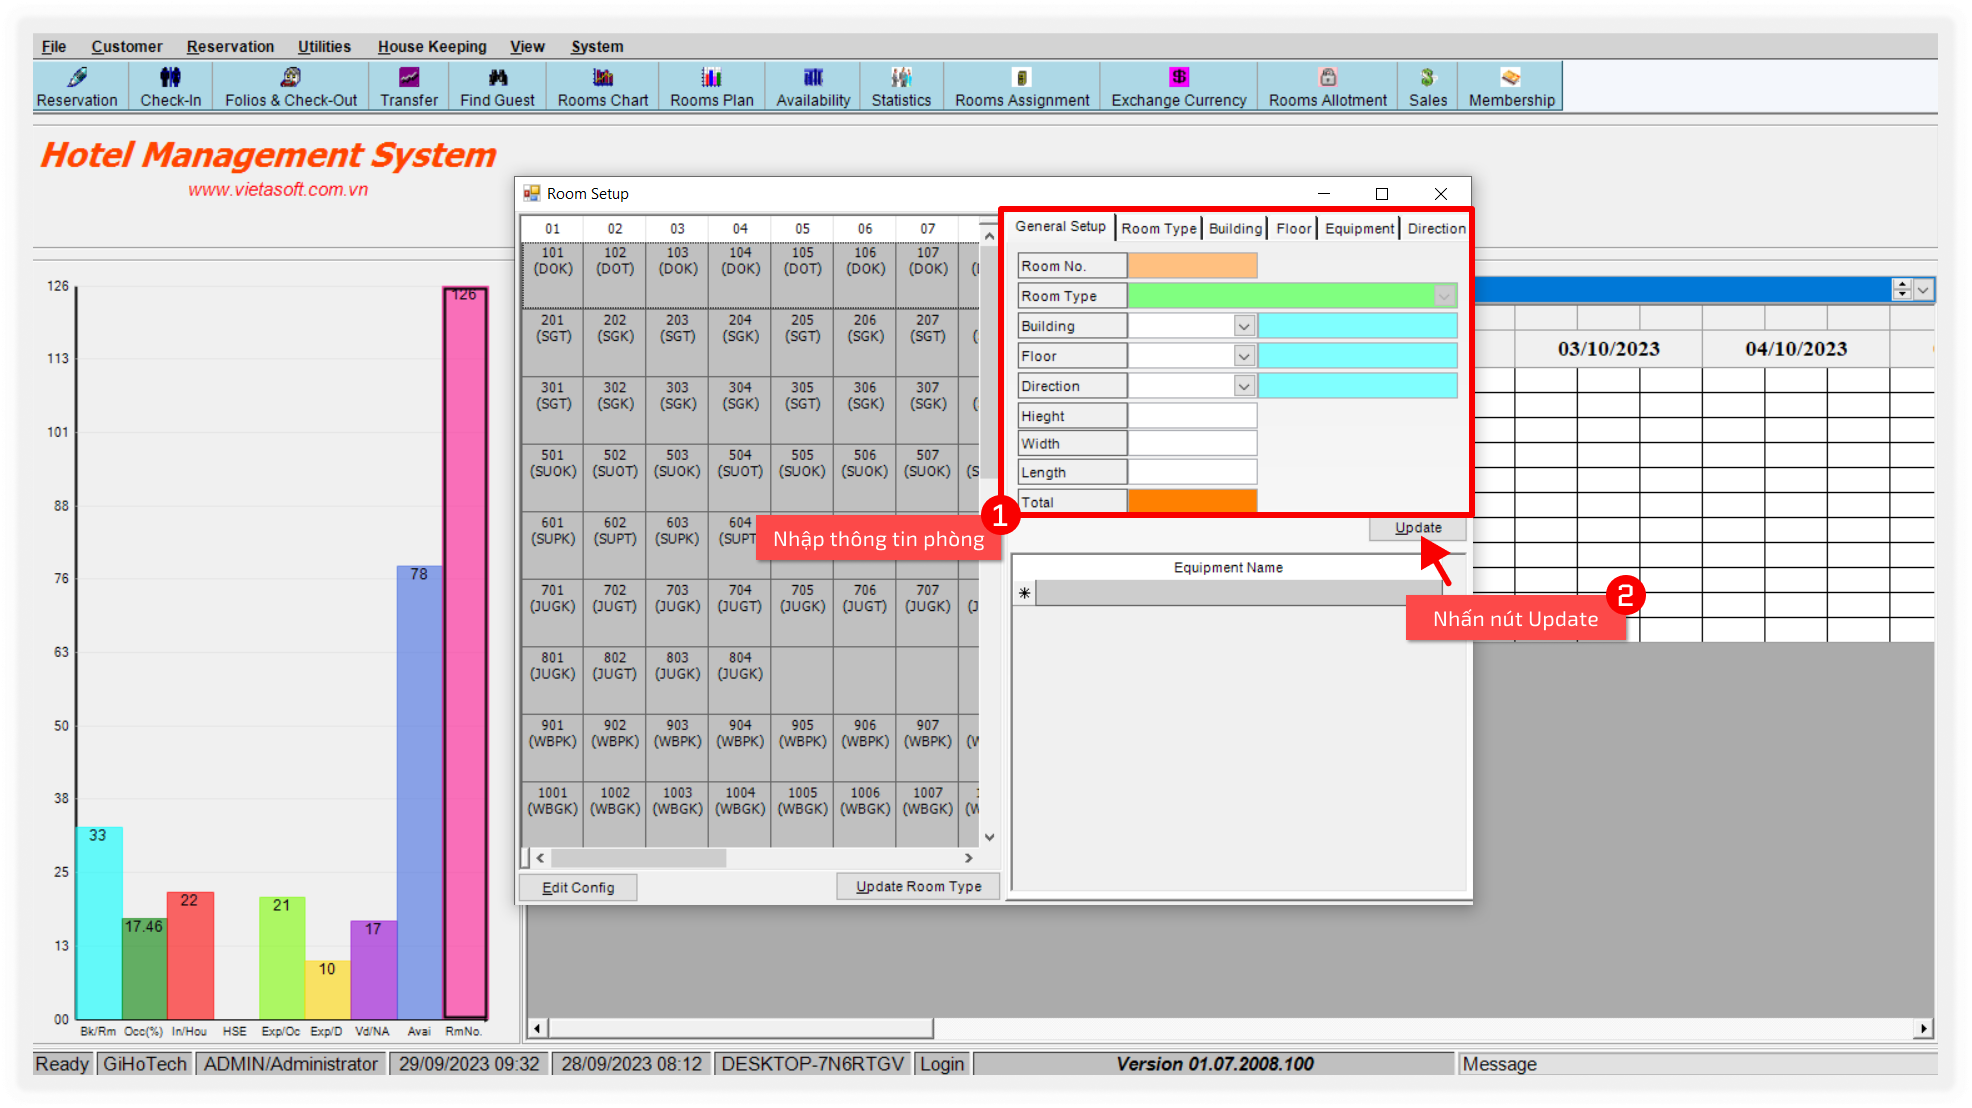 File Customer Reservation Utilities House Keeping View System
Reservation Check-In Folios & Check-Out Transfer Find Guest Rooms Chart Rooms Plan Availability Statistics Rooms Assignment Exchange Currency Rooms Allotment Sales Membership
Hotel Management System
www.vietasoft.com.vn
126
113
101
88
76
63
50
38
25
13
00
33
17.46
22
21
10
17
78
126
Bk/Rm Occ(%) In/Hou HSE Exp/Oc Exp/D Vd/NA Avai RmNo.
Room Setup
01 02 03 04 05 06 07
101 102 103 104 105 106 107
(DOK) (DOT) (DOK) (DOK) (DOT) (DOK) (DOK)
201 202 203 204 205 206 207
(SGT) (SGK) (SGT) (SGK) (SGT) (SGK) (SGT)
301 302 303 304 305 306 307
(SGT) (SGK) (SGK) (SGK) (SGT) (SGK) (SGK)
501 502 503 504 505 506 507
(SUOK) (SUOT) (SUOK) (SUOT) (SUOK) (SUOK) (SUOK)
601 602 603 604
(SUPK) (SUPT) (SUPK) (SUPT
701 702 703 704 705 706 707
(JUGK) (JUGT) (JUGK) (JUGT) (JUGK) (JUGT) (JUGK)
801 802 803 804
(JUGK) (JUGT) (JUGK) (JUGK)
901 902 903 904 905 906 907
(WBPK) (WBPK) (WBPK) (WBPK) (WBPK) (WBPK) (WBPK)
1001 1002 1003 1004 1005 1006 1007
(WBGK) (WBGK) (WBGK) (WBGK) (WBGK) (WBGK) (WBGK)
Edit Config
Update Room Type
General Setup Room Type Building Floor Equipment Direction
Room No.
Room Type
Building
Floor
Direction
Hieght
Width
Length
Total
1
Nhập thông tin phòng
Update
Equipment Name
2
Nhấn nút Update
03/10/2023 04/10/2023
Ready GiHoTech ADMIN/Administrator 29/09/2023 09:32 28/09/2023 08:12 DESKTOP-7N6RTGV Login Version 01.07.2008.100 Message